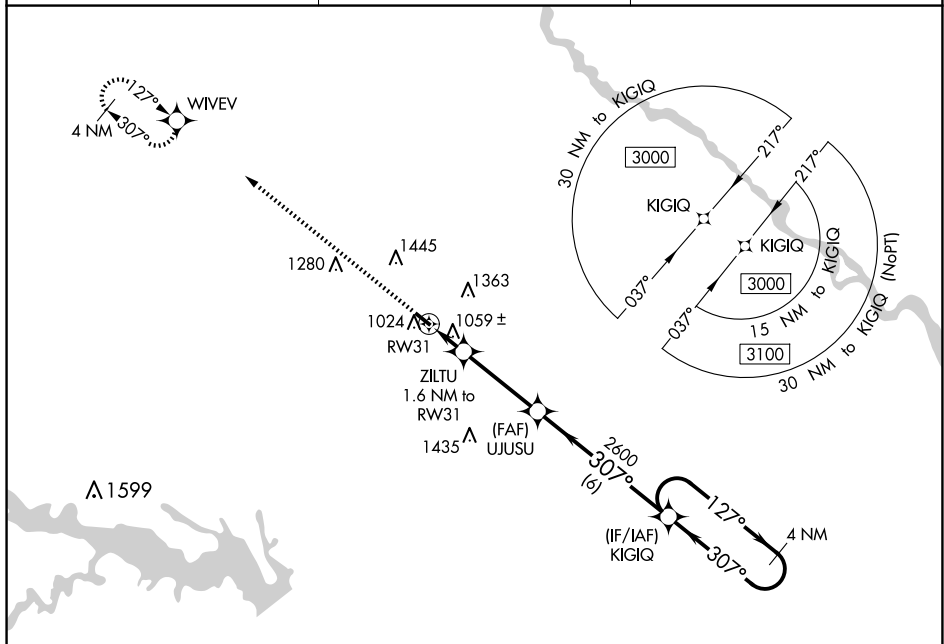 127°
307°
4 NM
WIVEV
30 NM to KIGIQ
3000
217°
KIGIQ
037°
217°
KIGIQ
3000
037°
15 NM to KIGIQ
3100
30 NM to KIGIQ (NoPT)
1445
1280
1363
1024
1059 ±
RW31
ZILTU
1.6 NM to
RW31
1435
(FAF)
UJUSU
2600
307°
(6)
1599
(IF/IAF)
KIGIQ
127°
307°
4 NM